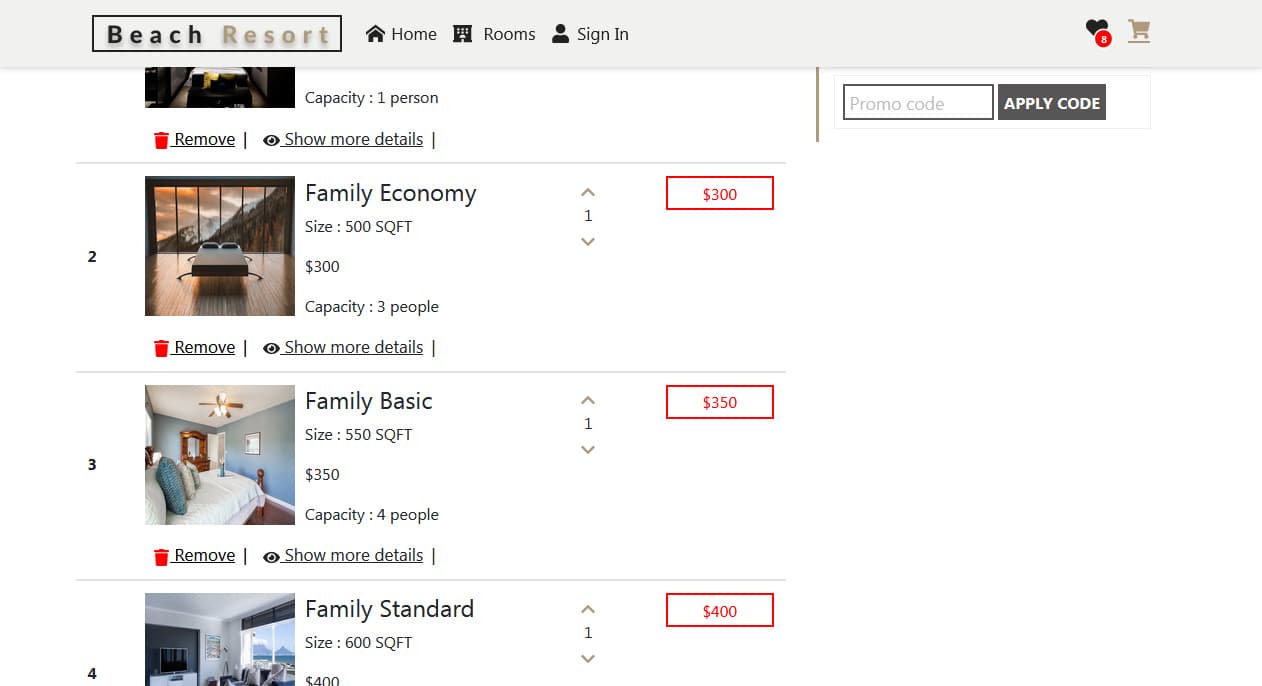 Beach Resort Home Rooms Sign In 8
Capacity : 1 person
Remove | Show more details |
Promo code APPLY CODE
2
Family Economy
Size : 500 SQFT
$300
Capacity : 3 people
1
$300
Remove | Show more details |
3
Family Basic
Size : 550 SQFT
$350
Capacity : 4 people
1
$350
Remove | Show more details |
4
Family Standard
Size : 600 SQFT
$400
1
$400